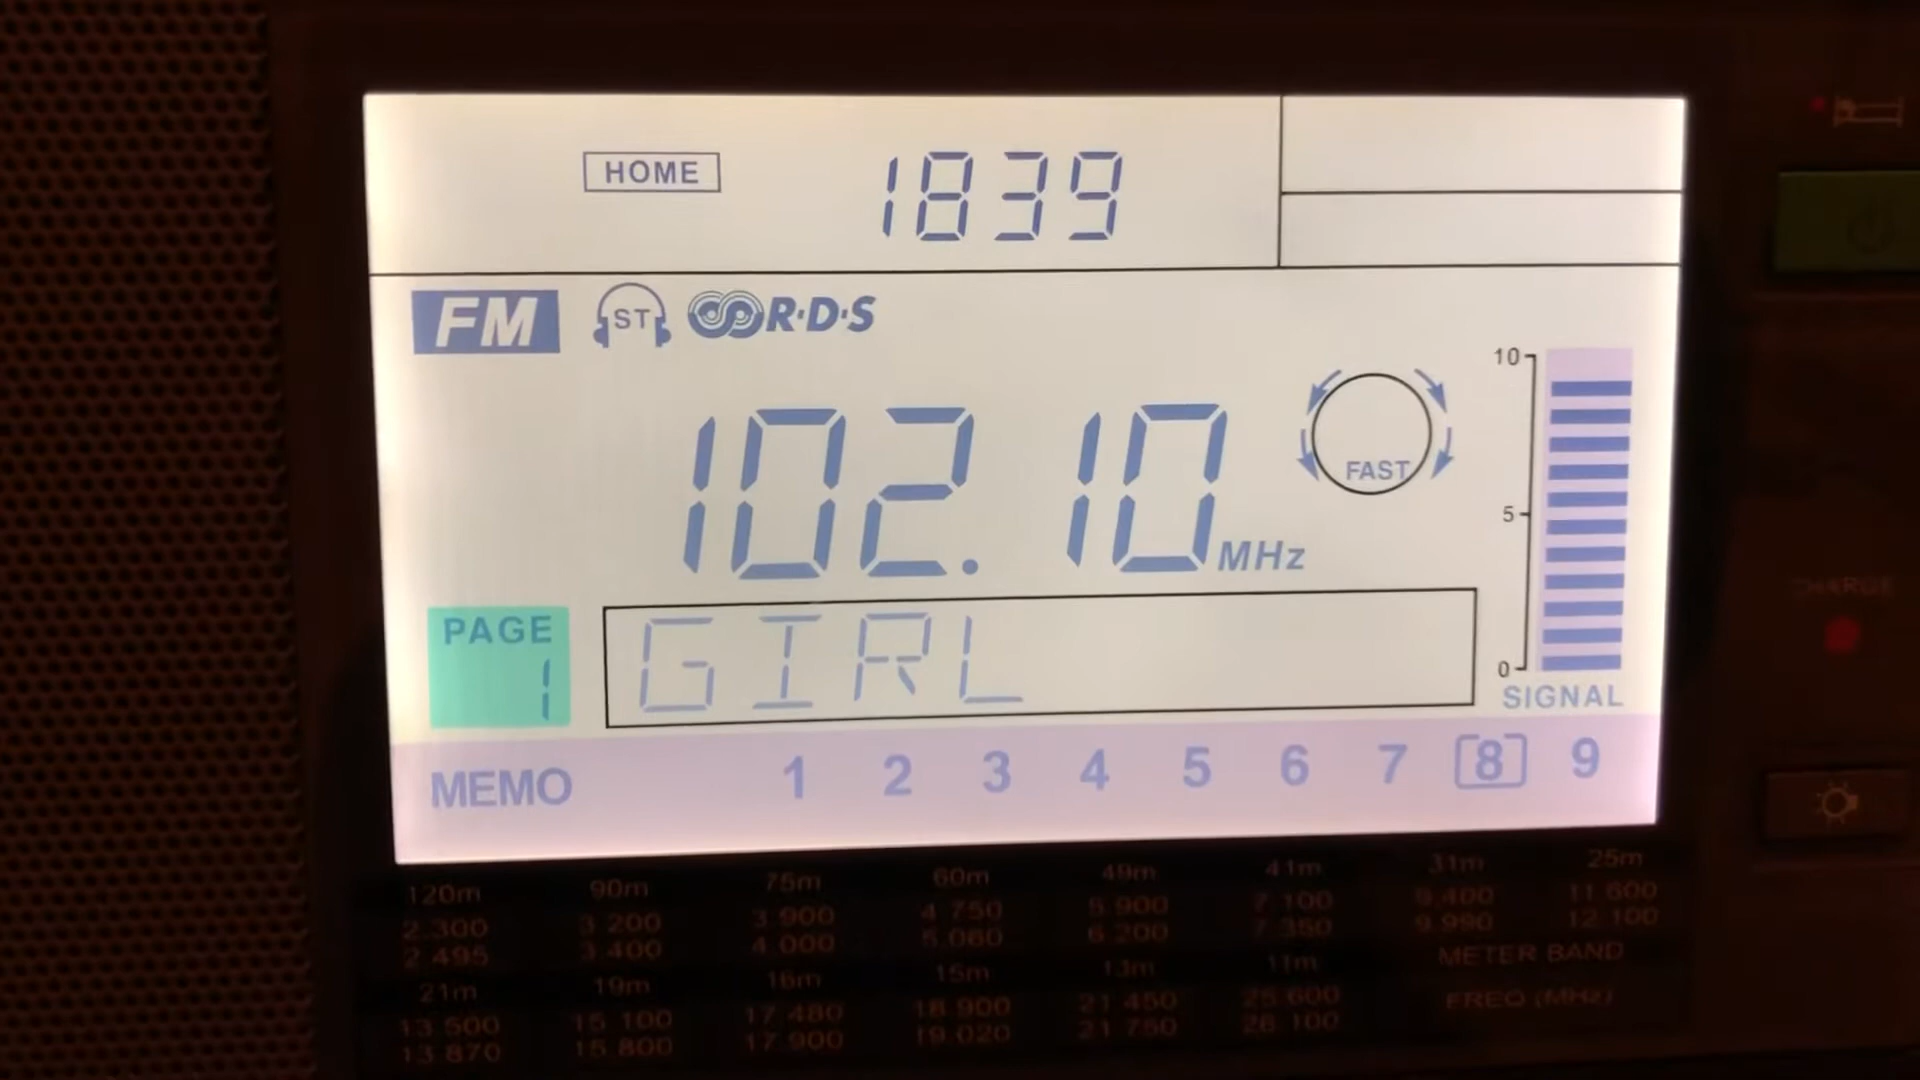 HOME 1839
FM ST R·D·S
102.10 MHz
FAST
10
5
0
SIGNAL
PAGE 1
GIRL
MEMO 1 2 3 4 5 6 7 8 9
CHARGE
120m 90m 75m 60m 49m 41m 31m 25m
2.300 3.200 3.900 4.750 5.900 7.100 9.400 11.600
2.495 3.400 4.000 5.060 6.200 7.350 9.990 12.100
METER BAND
21m 19m 16m 15m 13m 11m
13.500 15.100 17.480 18.900 21.450 25.600
FREQ (MHz)
13.870 15.800 17.900 19.020 21.750 26.100